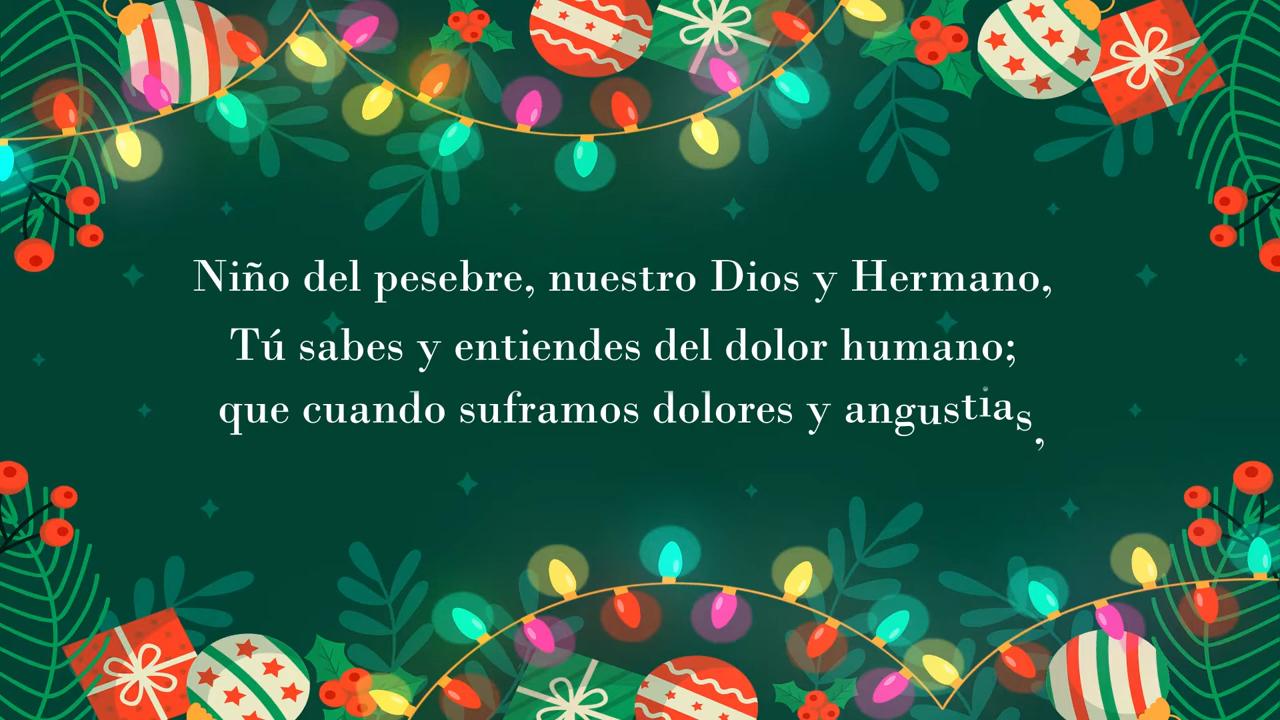 Niño del pesebre, nuestro Dios y Hermano,
Tú sabes y entiendes del dolor humano;
que cuando suframos dolores y angustias,